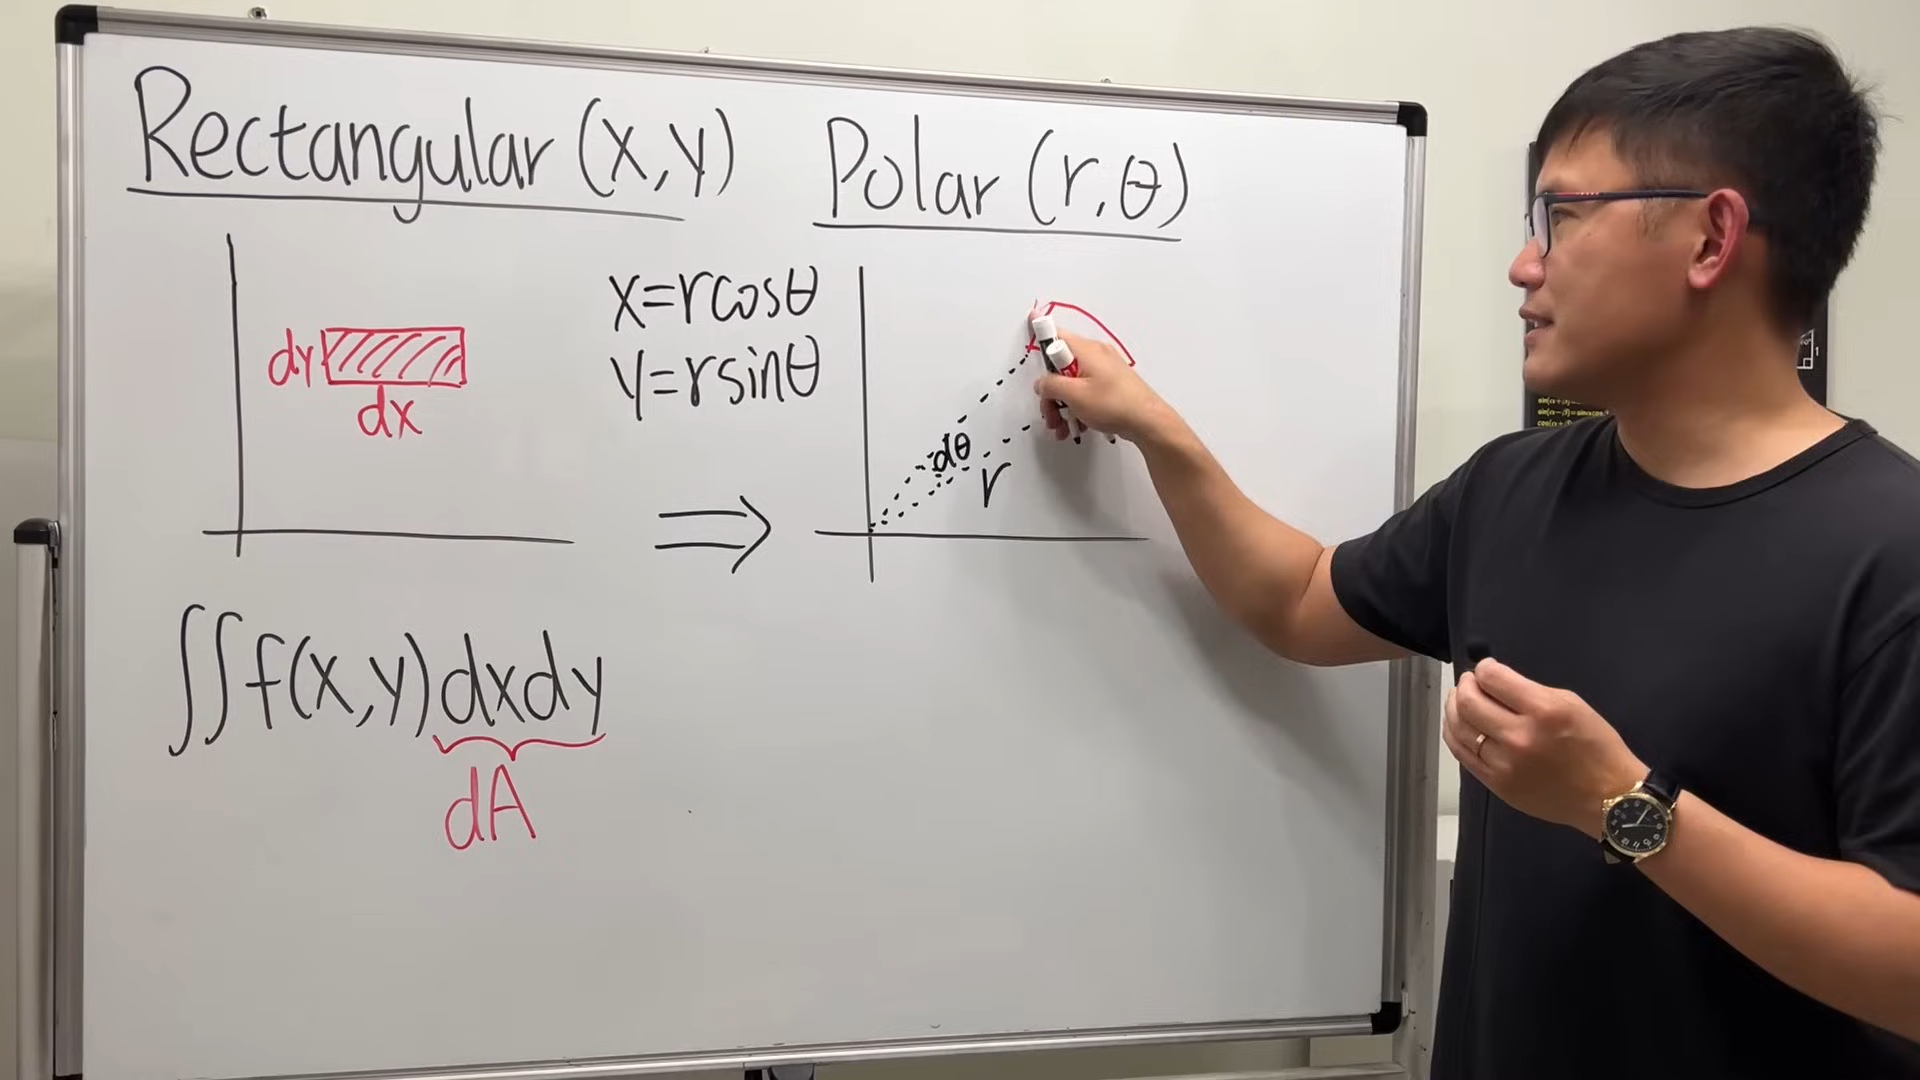 Rectangular (x,y)
Polar (r,θ)
dy
dx
x=rcosθ
y=rsinθ
dθ
r
⇒
∬f(x,y)dxdy
dA